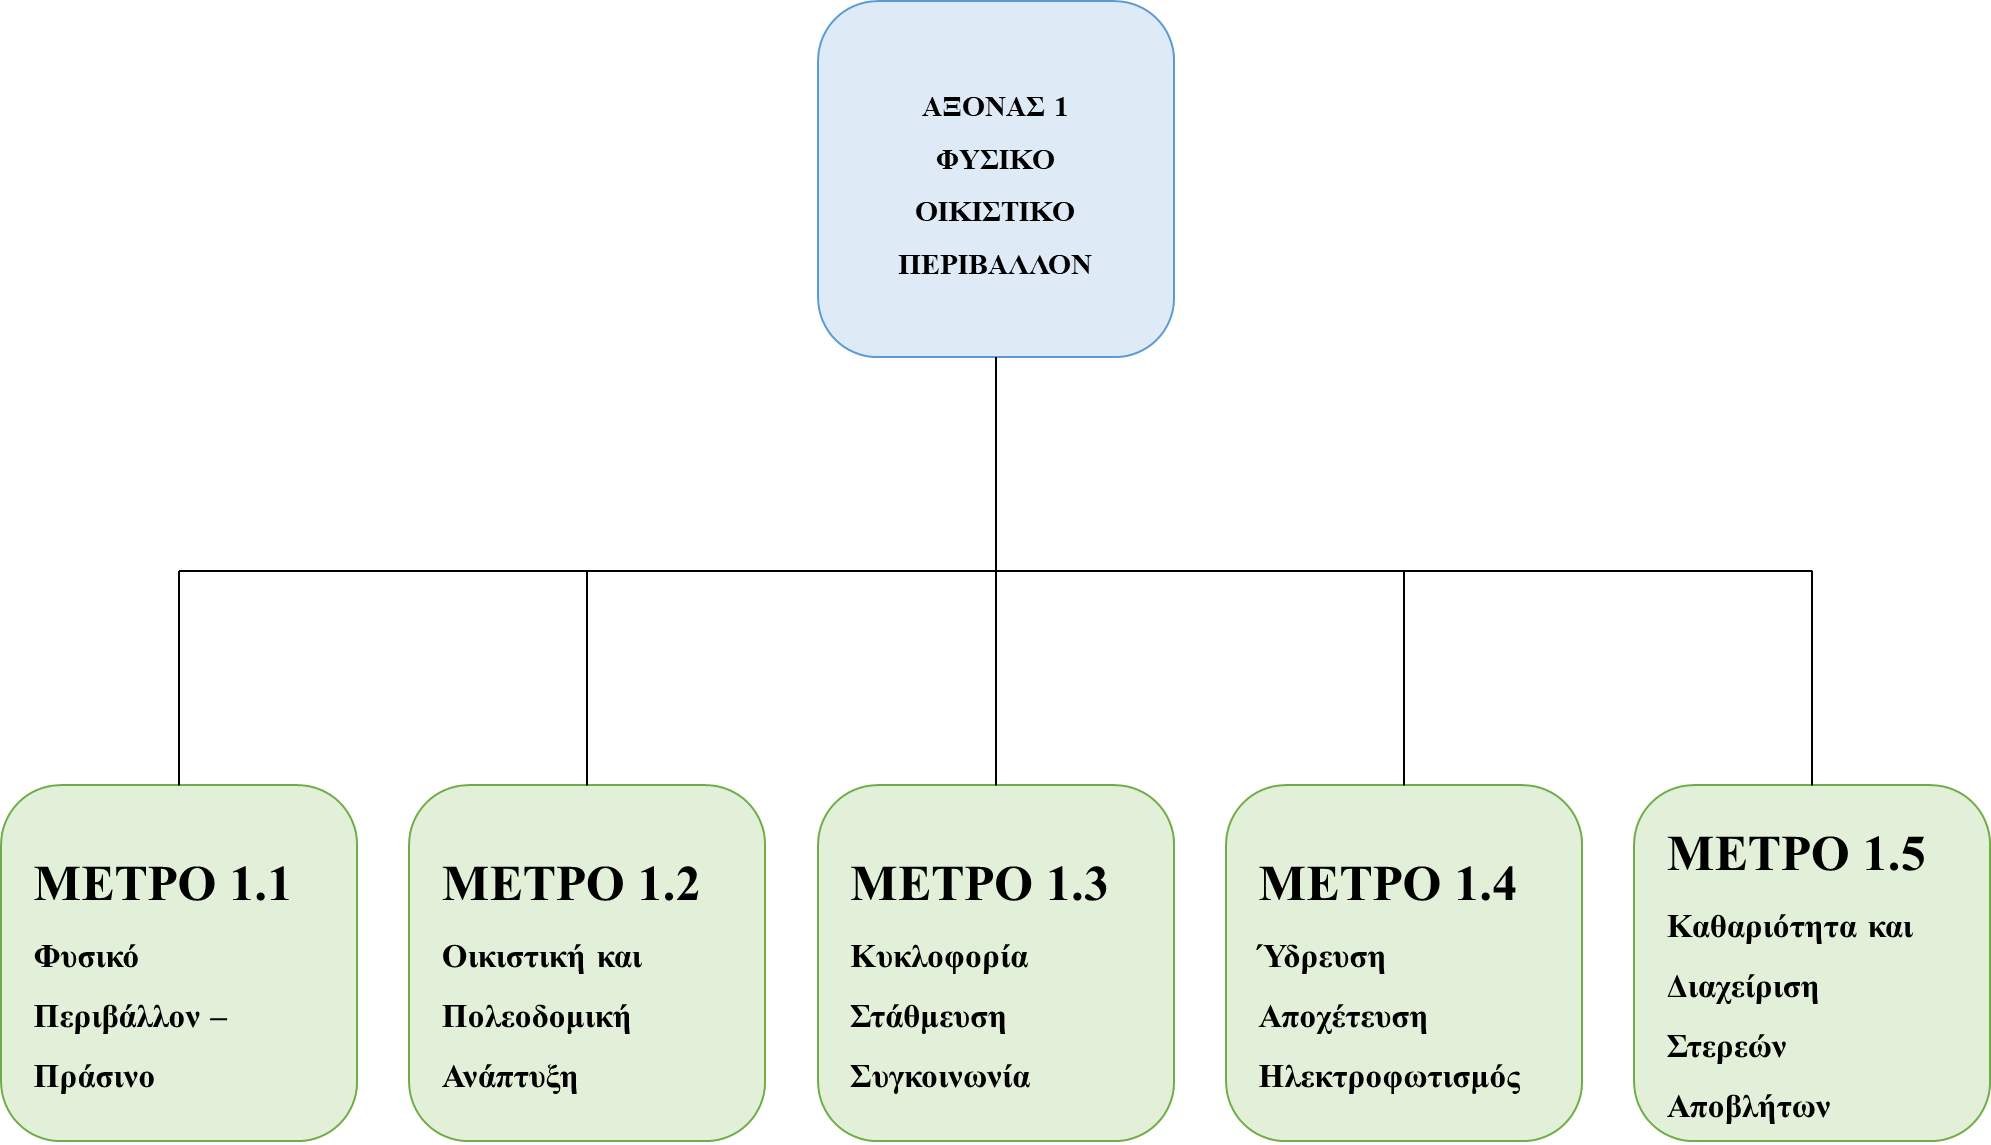 ΑΞΟΝΑΣ 1
ΦΥΣΙΚΟ
ΟΙΚΙΣΤΙΚΟ
ΠΕΡΙΒΑΛΛΟΝ
ΜΕΤΡΟ 1.1
Φυσικό
Περιβάλλον –
Πράσινο
ΜΕΤΡΟ 1.2
Οικιστική και
Πολεοδομική
Ανάπτυξη
ΜΕΤΡΟ 1.3
Κυκλοφορία
Στάθμευση
Συγκοινωνία
ΜΕΤΡΟ 1.4
Ύδρευση
Αποχέτευση
Ηλεκτροφωτισμός
ΜΕΤΡΟ 1.5
Καθαριότητα και
Διαχείριση
Στερεών
Αποβλήτων